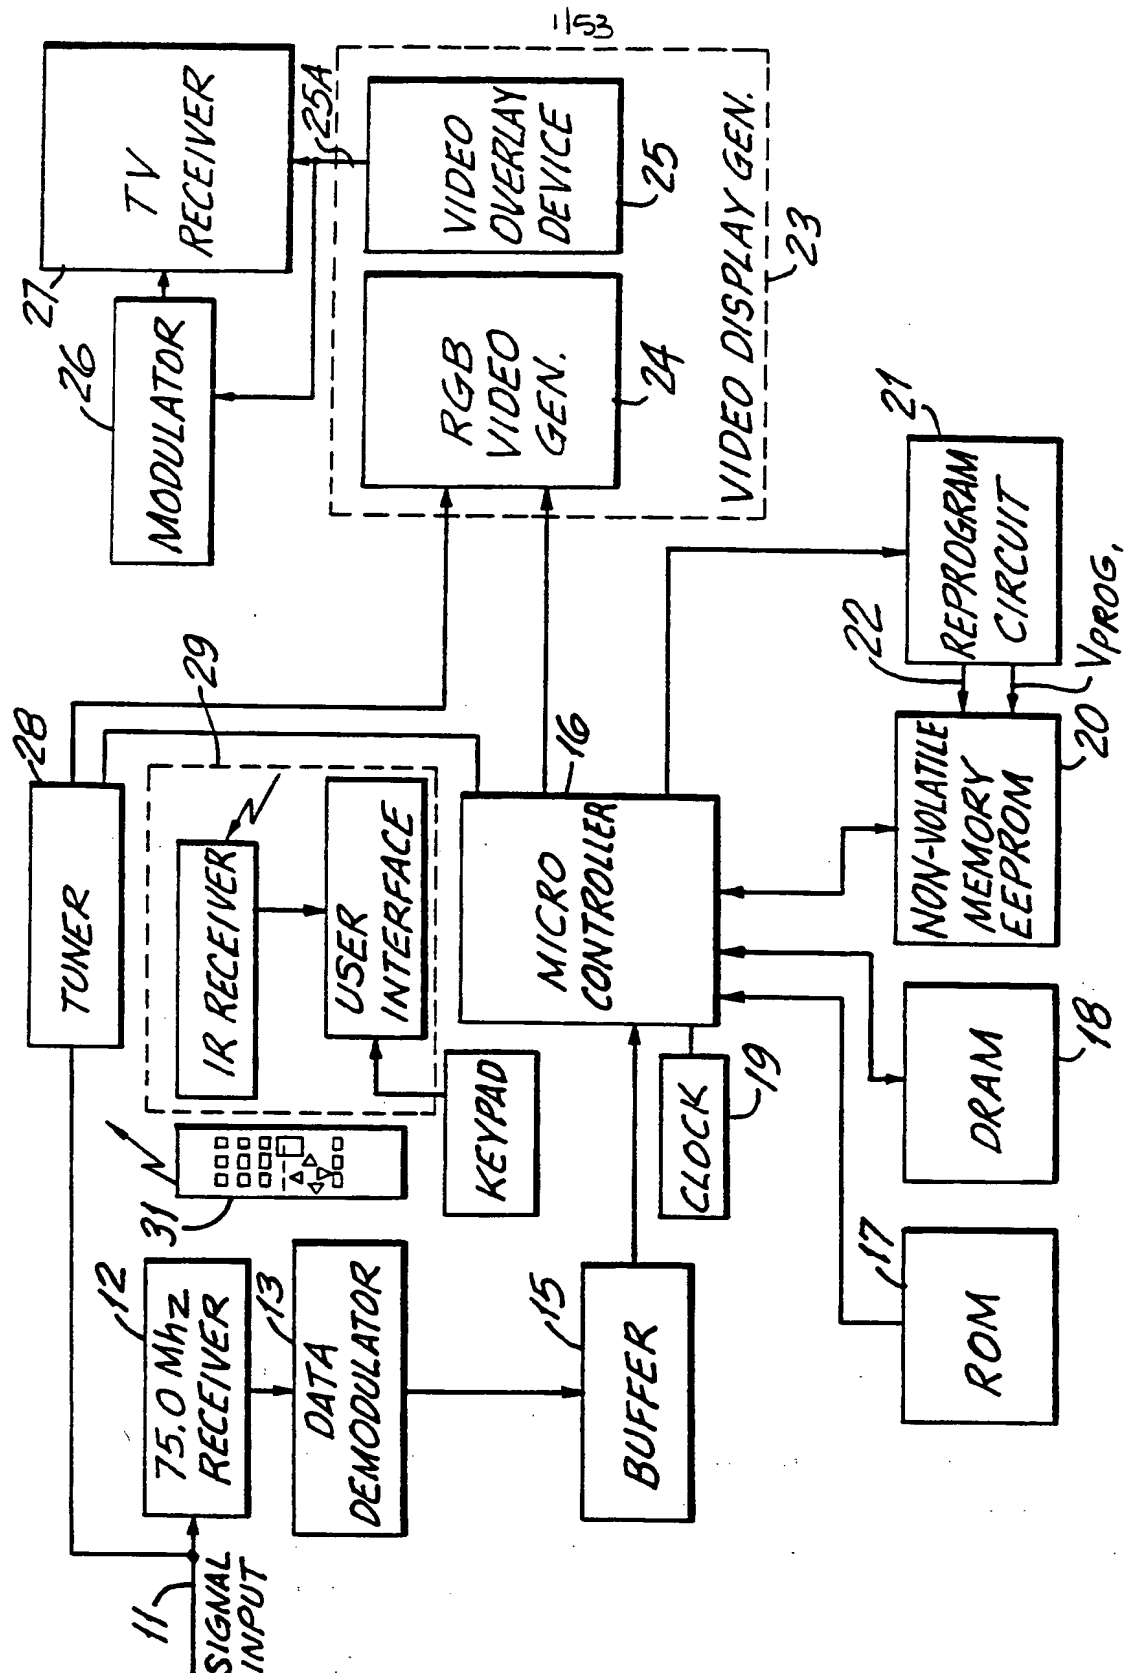 1/53
11
SIGNAL
INPUT
12
75.0 Mhz
RECEIVER
13
DATA
DEMODULATOR
15
BUFFER
17
ROM
31
28
TUNER
29
IR RECEIVER
USER
INTERFACE
KEYPAD
16
MICRO
CONTROLLER
CLOCK
19
DRAM
18
NON-VOLATILE
MEMORY
EEPROM
20
22
VPROG.
21
REPROGRAM
CIRCUIT
26
MODULATOR
27
TV
RECEIVER
25A
RGB
VIDEO
GEN.
24
VIDEO
OVERLAY
DEVICE
25
VIDEO DISPLAY GEN.
23